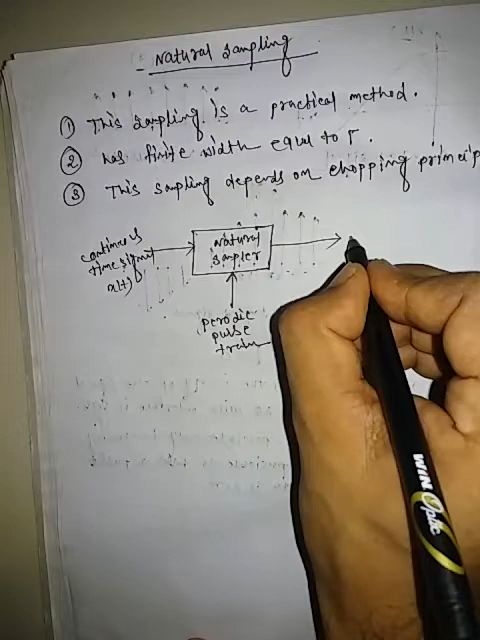 - Natural Sampling
① This sampling is a practical method.
② has finite width equal to τ.
③ This sampling depends on chopping princip
continuous
time signal
x(t)
Natural
sampler
perodic
pulse
train
WIN Optic